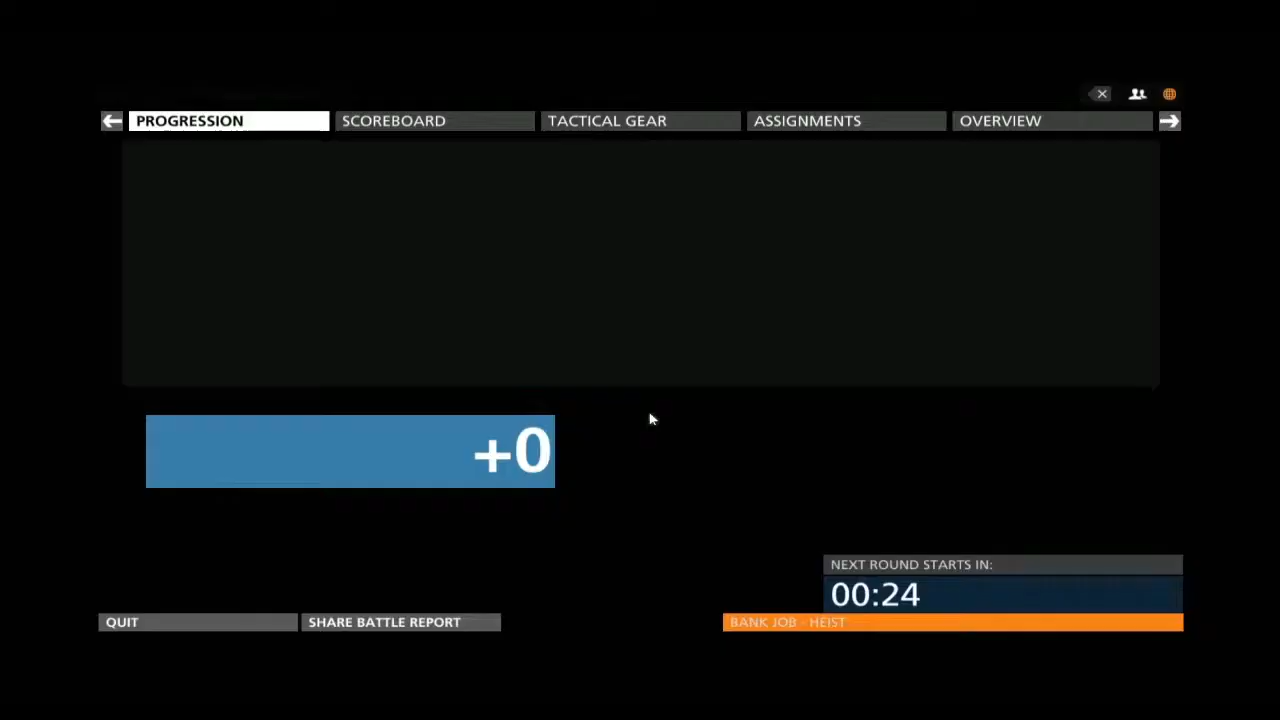 PROGRESSION
SCOREBOARD
TACTICAL GEAR
ASSIGNMENTS
OVERVIEW
+0
NEXT ROUND STARTS IN:
00:24
QUIT
SHARE BATTLE REPORT
BANK JOB - HEIST